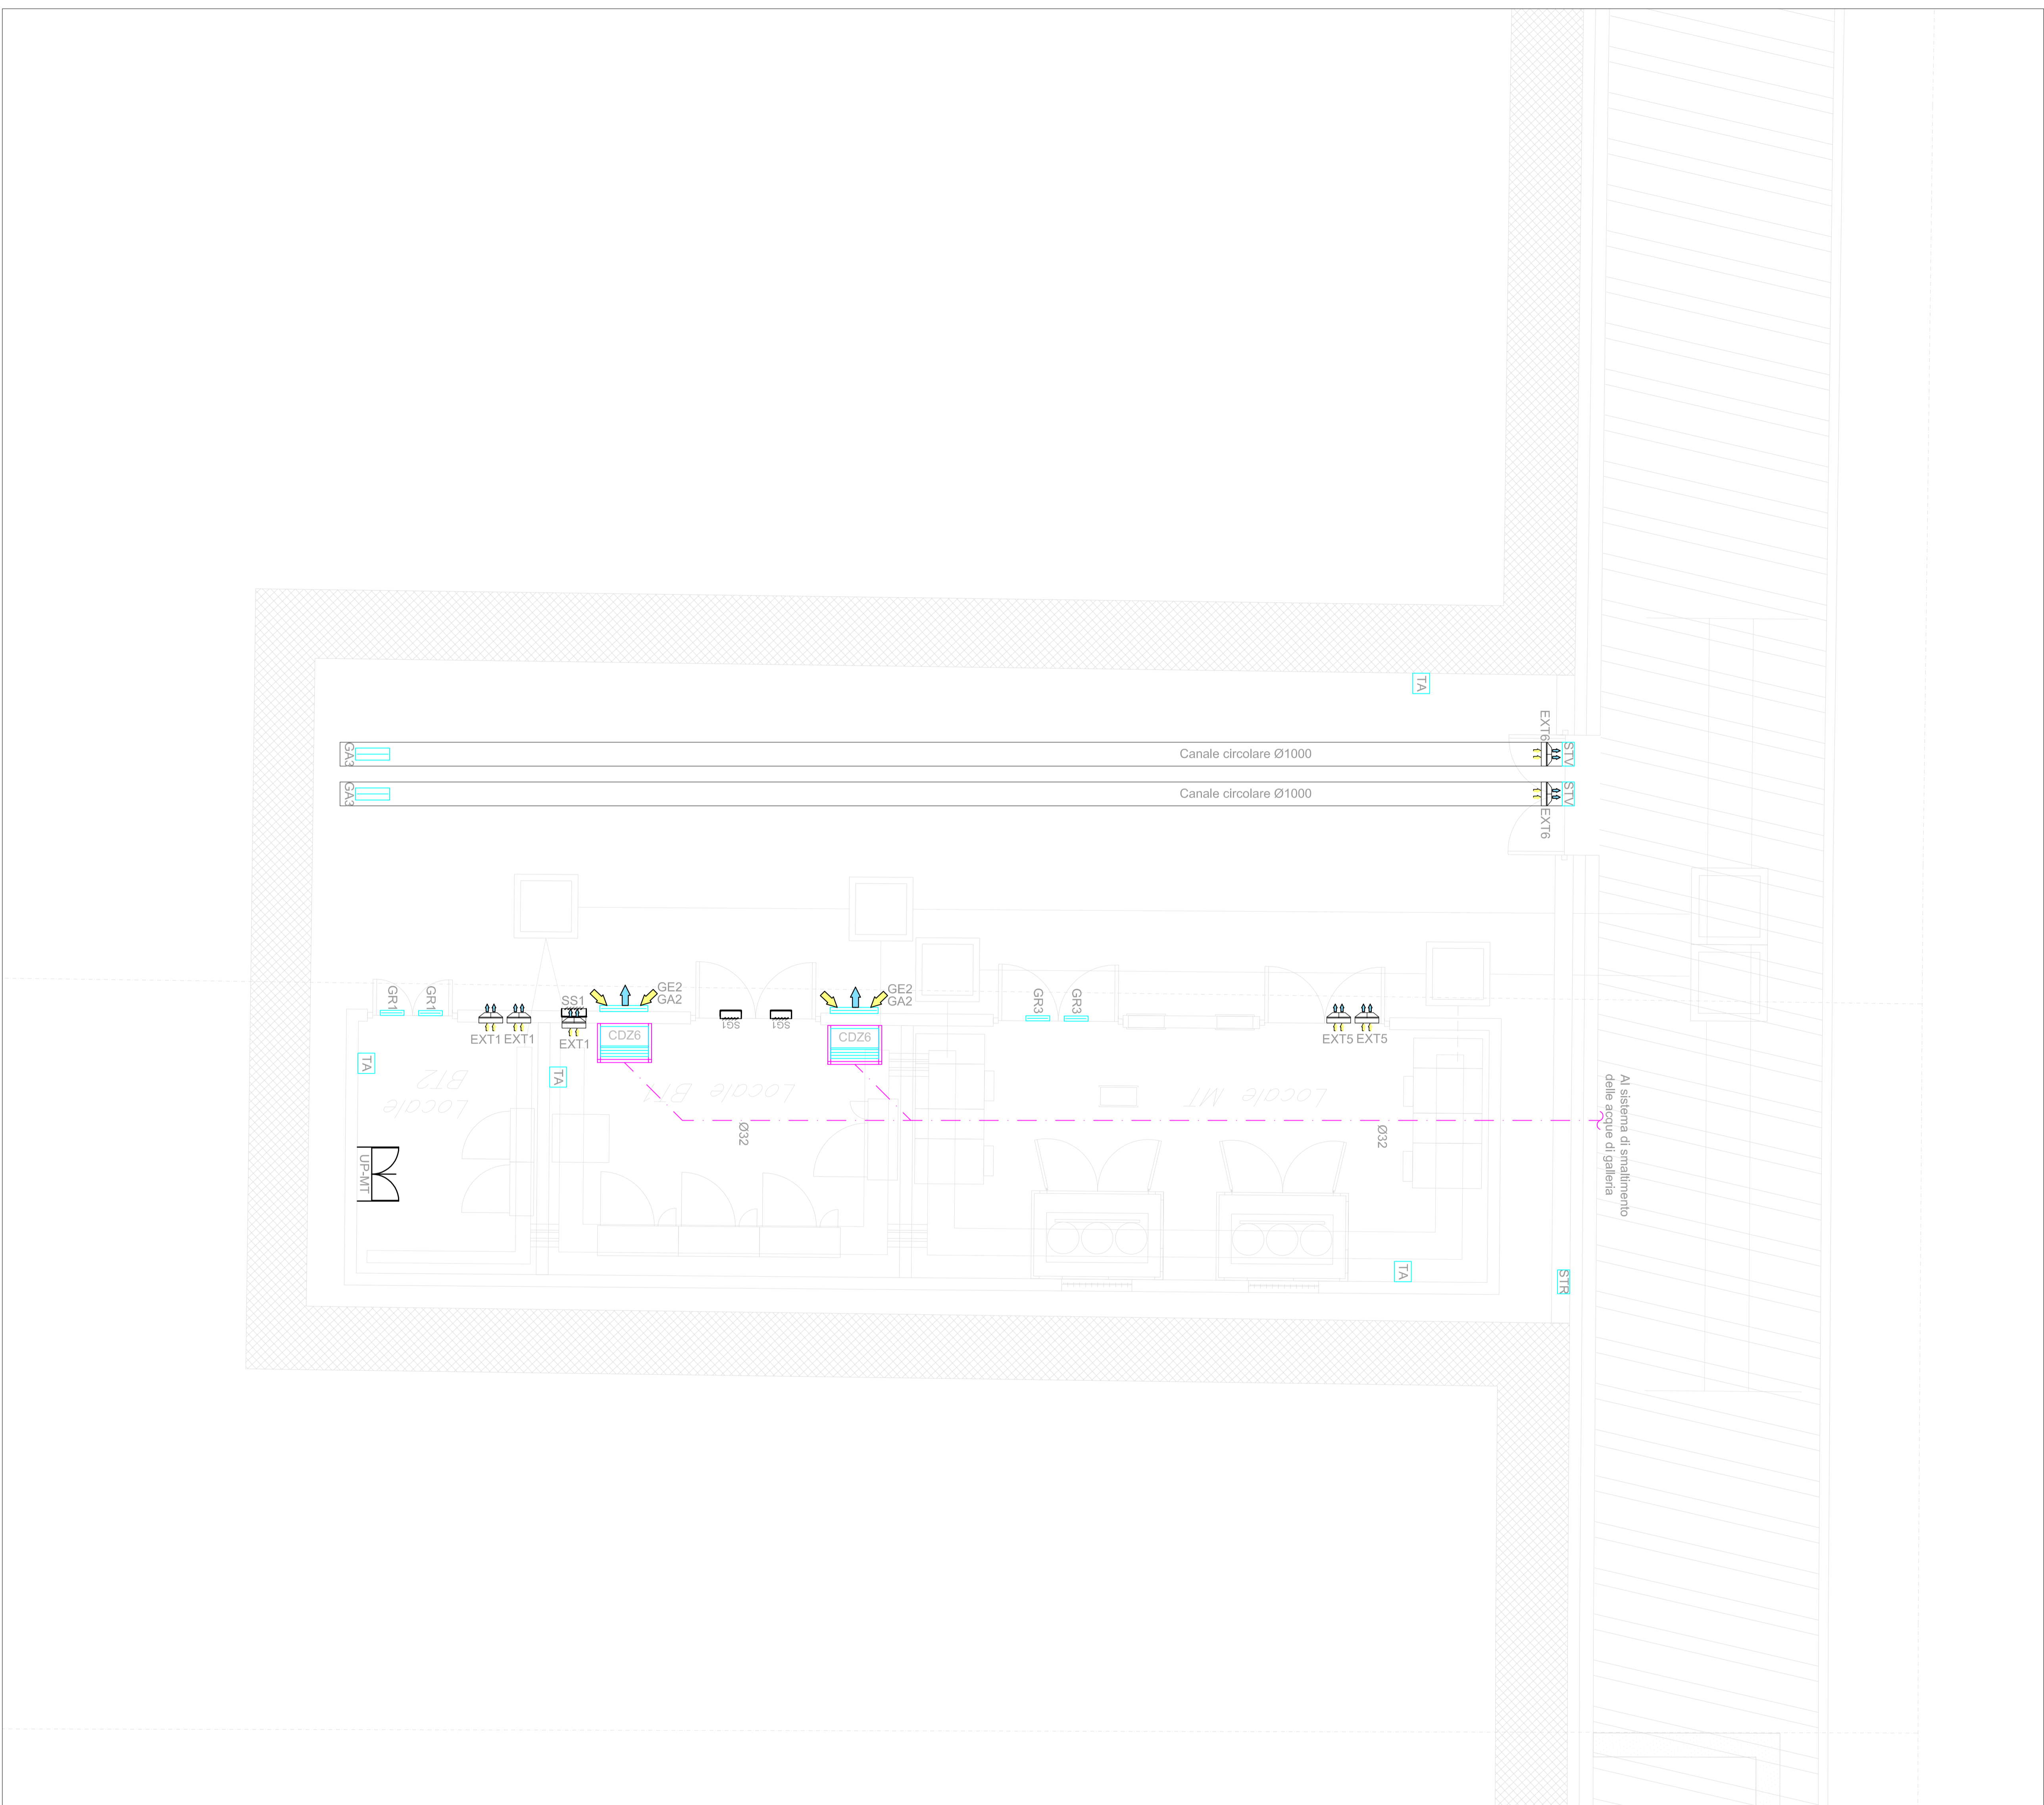 TA
EXT6
GA3
Canale circolare Ø1000
STV
GA3
Canale circolare Ø1000
STV
EXT6
GR1
GR1
SS1
GE2
GA2
GE2
GA2
GR3
GR3
EXT1
EXT1
EXT1
SG1
SG1
CDZ6
CDZ6
EXT5
EXT5
TA
TA
Locale
BT2
Locale BT1
Locale MT
Al sistema di smaltimento
delle acque di galleria
Ø32
Ø32
UP-MT
TA
STR